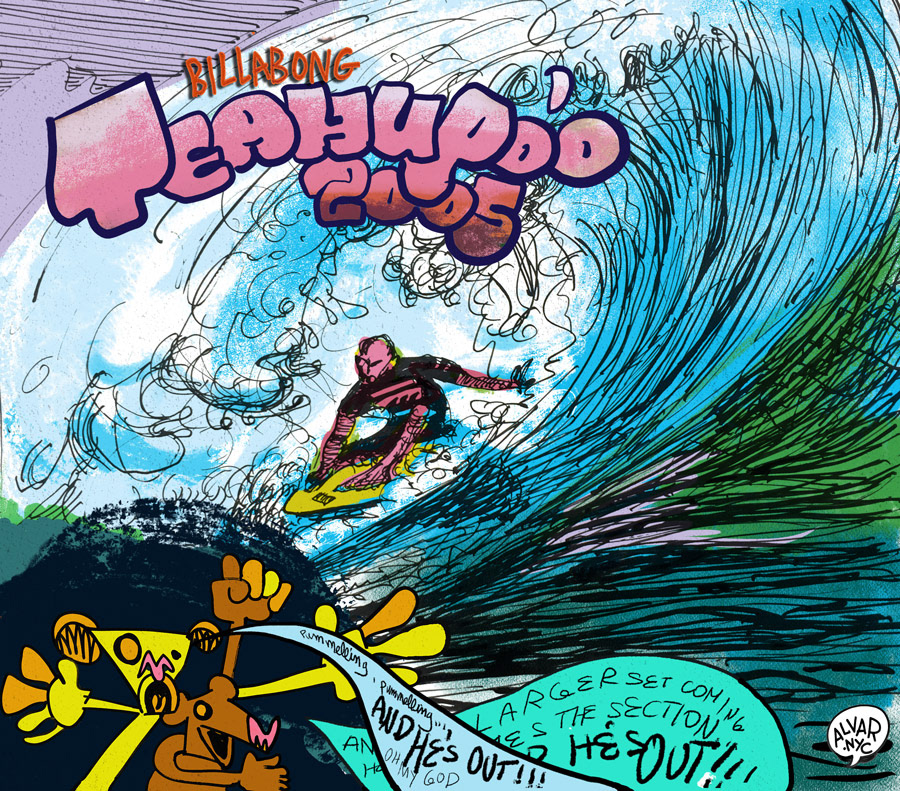 BILLABONG
TEAHUPO'O
2005
pummelling,
pummelling,
AND
HE'S OUT!!!
LARGER SET COMING
THE SECTION
AN
HE'S OUT!!!
OH MY GOD
ALVAR
.NYC